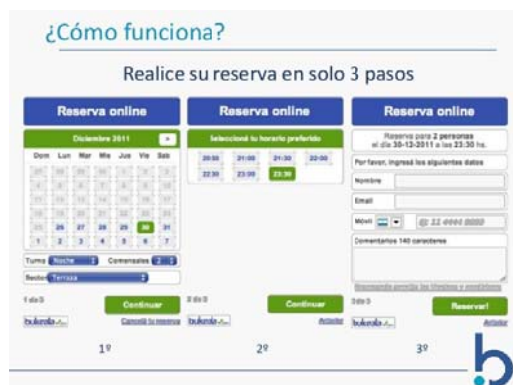 ¿Cómo funciona?
Realice su reserva en solo 3 pasos
Reserva online
Diciembre 2011
Dom Lun Mar Mie Jue Vie Sab
26 27 28 29 30 31
1 2 3 4 5 6 7
Turno Noche Comensales 2
Sector Terraza
1 de 3
Continuar
bukerola
Cancelá tu reserva
1º
Reserva online
Seleccioná tu horario preferido
20:30 21:00 21:30 22:00
22:30 23:00 23:30
2 de 3
Continuar
bukerola
Anterior
2º
Reserva online
Reserva para 2 personas
el día 30-12-2011 a las 23:30 hs.
Por favor, ingresá los siguientes datos
Nombre
Email
Móvil
Comentarios 140 caracteres
3 de 3
Reservar!
bukerola
Anterior
3º
b